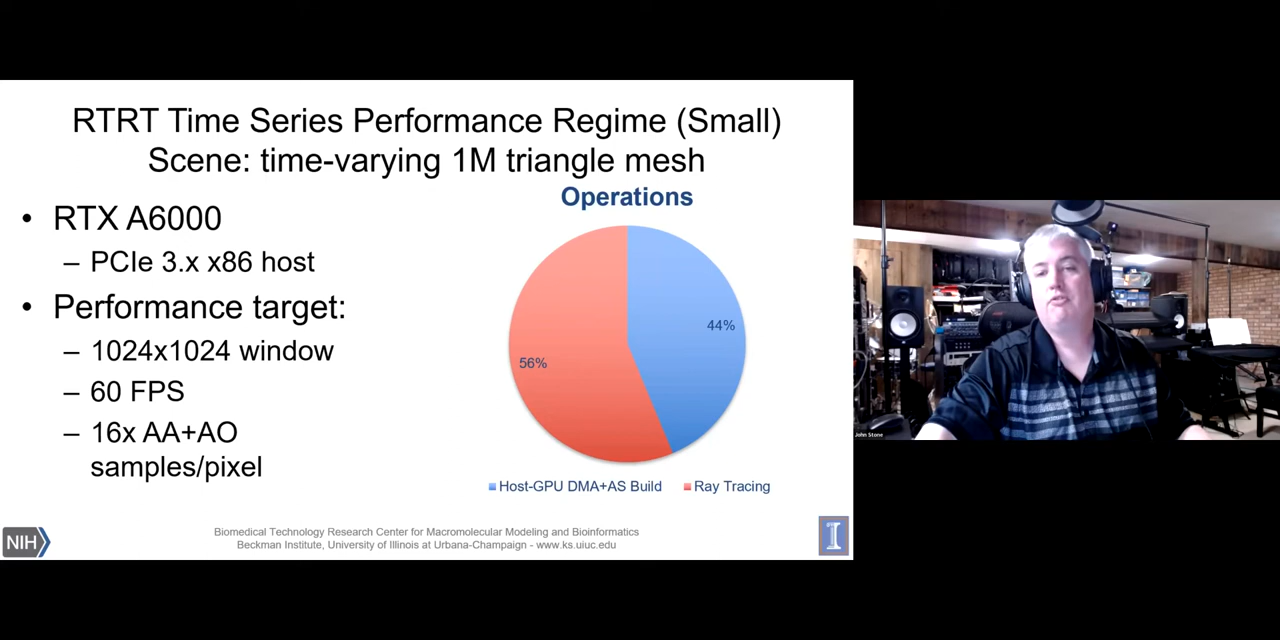 RTRT Time Series Performance Regime (Small)
Scene: time-varying 1M triangle mesh
• RTX A6000
– PCIe 3.x x86 host
• Performance target:
– 1024x1024 window
– 60 FPS
– 16x AA+AO
samples/pixel
Operations
44%
56%
Host-GPU DMA+AS Build
Ray Tracing
NIH
Biomedical Technology Research Center for Macromolecular Modeling and Bioinformatics
Beckman Institute, University of Illinois at Urbana-Champaign - www.ks.uiuc.edu
I
John Stone